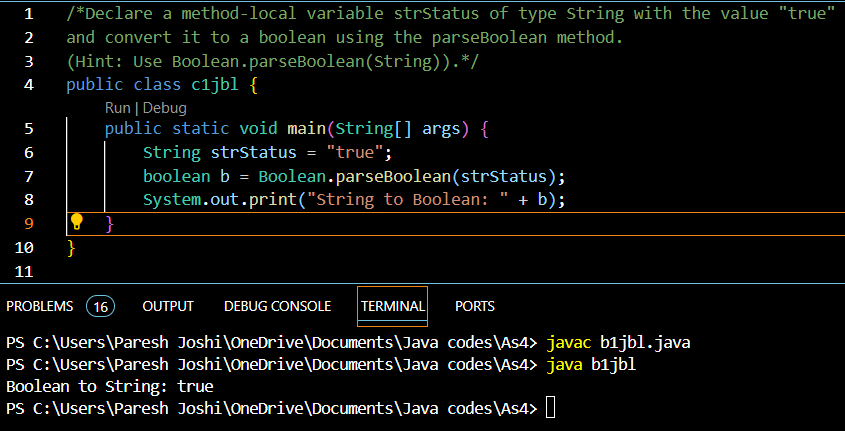 1 /*Declare a method-local variable strStatus of type String with the value "true"
2 and convert it to a boolean using the parseBoolean method.
3 (Hint: Use Boolean.parseBoolean(String)).*/
4 public class c1jbl {
Run | Debug
5 public static void main(String[] args) {
6 String strStatus = "true";
7 boolean b = Boolean.parseBoolean(strStatus);
8 System.out.print("String to Boolean: " + b);
9 }
10 }
11
PROBLEMS 16 OUTPUT DEBUG CONSOLE TERMINAL PORTS
PS C:\Users\Paresh Joshi\OneDrive\Documents\Java codes\As4> javac b1jbl.java
PS C:\Users\Paresh Joshi\OneDrive\Documents\Java codes\As4> java b1jbl
Boolean to String: true
PS C:\Users\Paresh Joshi\OneDrive\Documents\Java codes\As4>